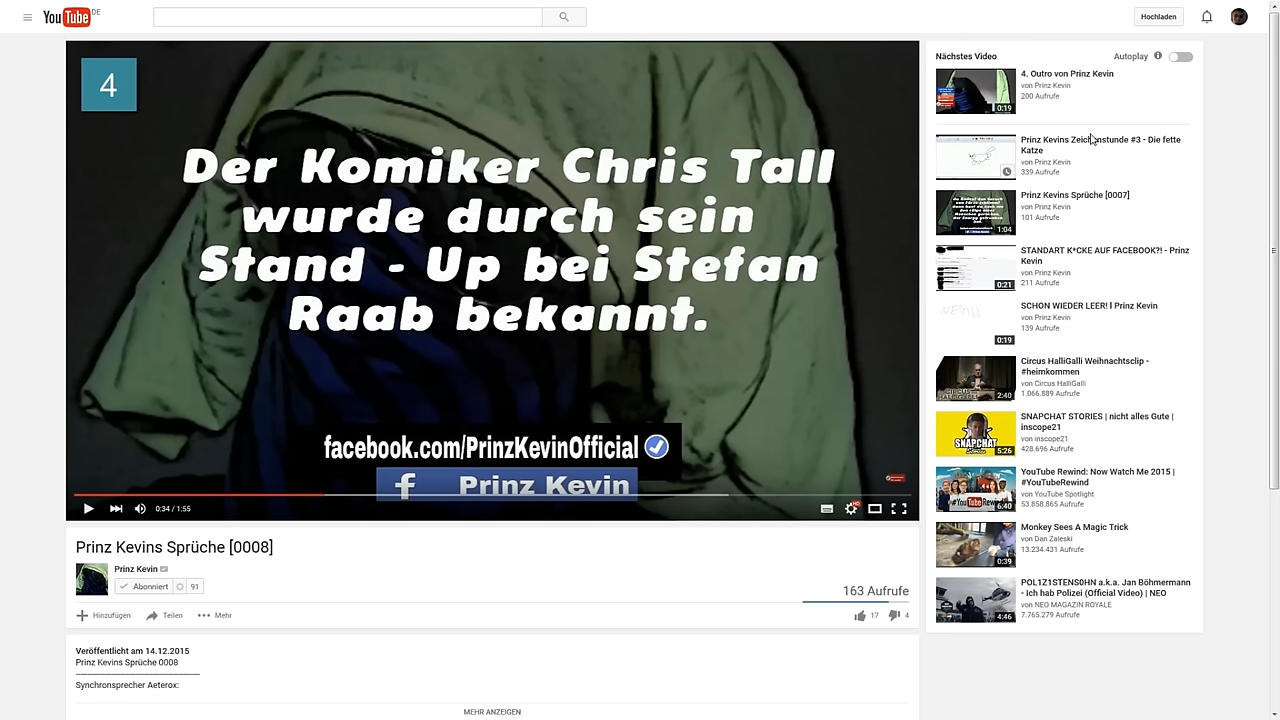 YouTube DE
Hochladen
4
Der Komiker Chris Tall
wurde durch sein
Stand - Up bei Stefan
Raab bekannt.
facebook.com/PrinzKevinOfficial
f Prinz Kevin
0:34 / 1:55
HD
Prinz Kevins Sprüche [0008]
Prinz Kevin
Abonniert 91
163 Aufrufe
Hinzufügen Teilen Mehr
17 4
Veröffentlicht am 14.12.2015
Prinz Kevins Sprüche 0008
--------------------------------------------------
Synchronsprecher Aeterox:
MEHR ANZEIGEN
Nächstes Video Autoplay
4. Outro von Prinz Kevin
von Prinz Kevin
200 Aufrufe
0:19
Prinz Kevins Zeichenstunde #3 - Die fette
Katze
von Prinz Kevin
339 Aufrufe
Prinz Kevins Sprüche [0007]
von Prinz Kevin
101 Aufrufe
1:04
STANDART K*CKE AUF FACEBOOK?! - Prinz
Kevin
von Prinz Kevin
211 Aufrufe
0:21
SCHON WIEDER LEER! l Prinz Kevin
von Prinz Kevin
139 Aufrufe
0:19
Circus HalliGalli Weihnachtsclip -
#heimkommen
von Circus HalliGalli
1.066.889 Aufrufe
2:40
SNAPCHAT STORIES | nicht alles Gute |
inscope21
von inscope21
428.696 Aufrufe
SNAPCHAT
5:26
YouTube Rewind: Now Watch Me 2015 |
#YouTubeRewind
von YouTube Spotlight
53.858.865 Aufrufe
#YouTubeRewind
6:40
Monkey Sees A Magic Trick
von Dan Zaleski
13.234.431 Aufrufe
0:39
POL1Z1STENS0HN a.k.a. Jan Böhmermann
- Ich hab Polizei (Official Video) | NEO
von NEO MAGAZIN ROYALE
7.765.279 Aufrufe
4:46